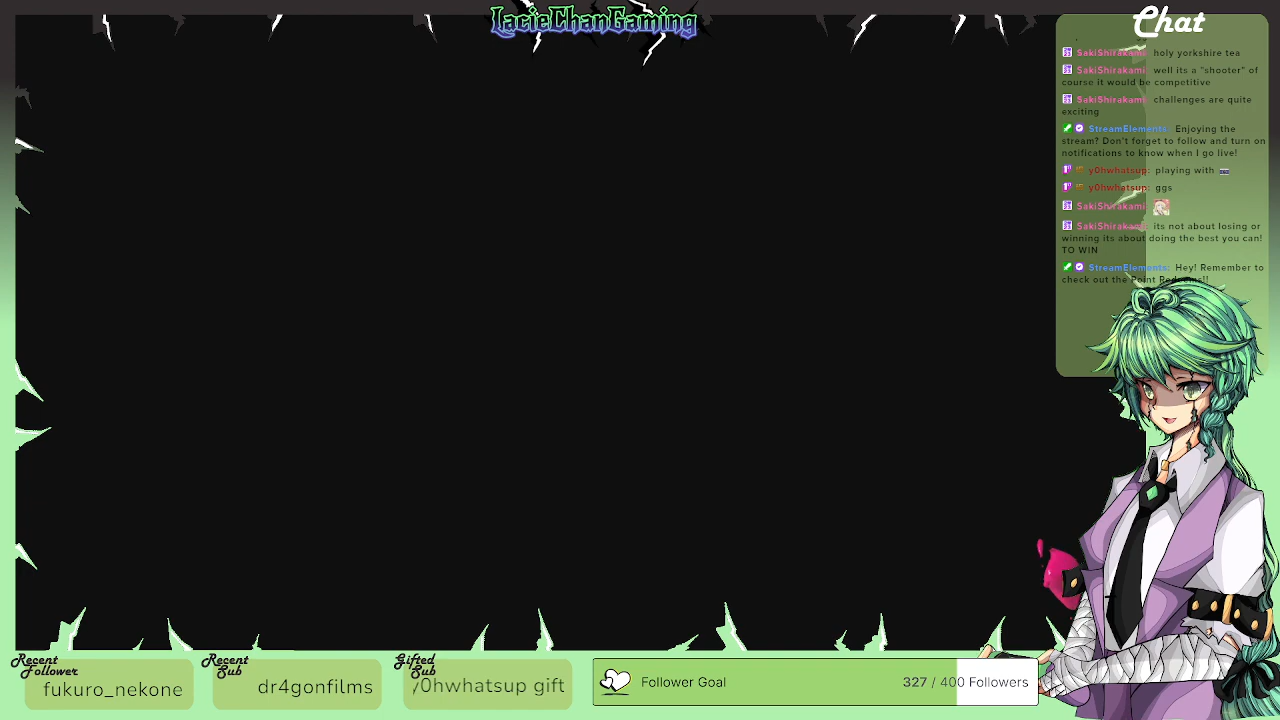 LacieChanGaming
Chat
SakiShirakami: holy yorkshire tea
SakiShirakami: well its a "shooter" of
course it would be competitive
SakiShirakami: challenges are quite
exciting
StreamElements: Enjoying the
stream? Don't forget to follow and turn on
notifications to know when I go live!
y0hwhatsup: playing with
y0hwhatsup: ggs
SakiShirakami:
SakiShirakami: its not about losing or
winning its about doing the best you can!
TO WIN
StreamElements: Hey! Remember to
check out the Point Redeems!!
Recent
Follower
fukuro_nekone
Recent
Sub
dr4gonfilms
Gifted
Sub
y0hwhatsup gift
Follower Goal
327 / 400 Followers